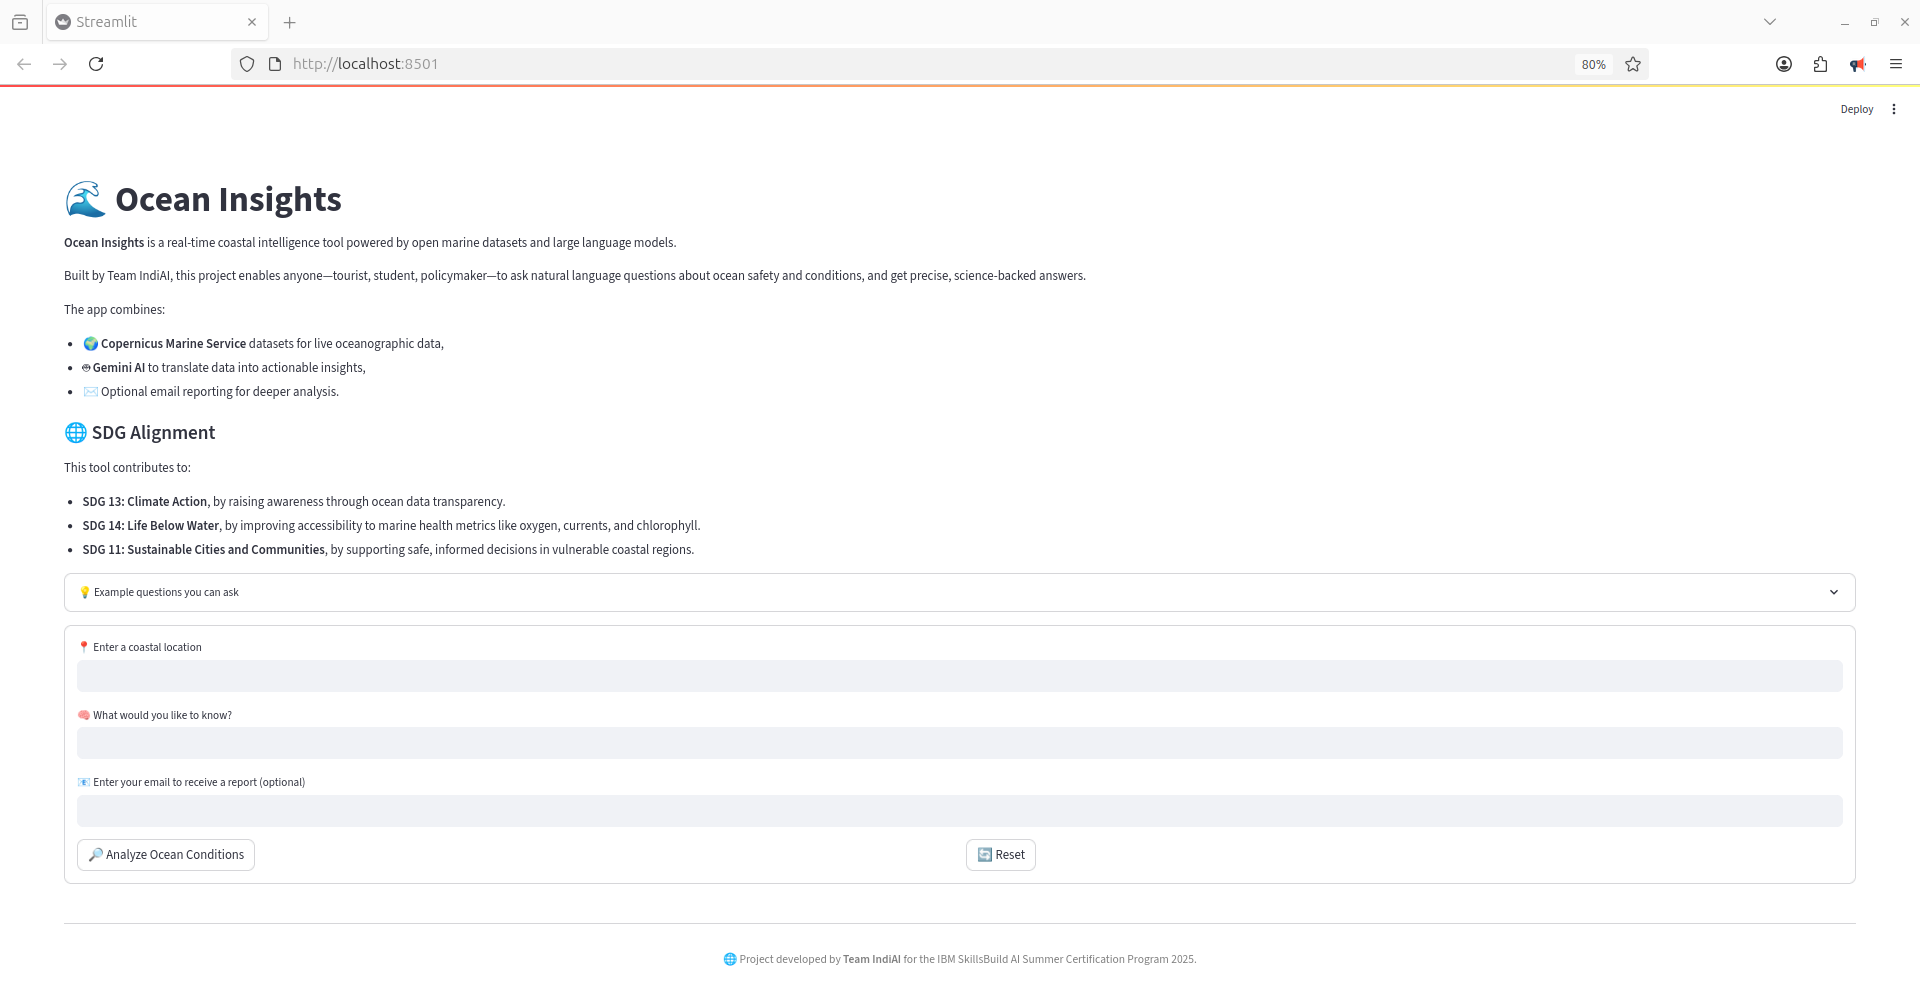 Streamlit
http://localhost:8501
80%
Deploy
🌊 Ocean Insights
Ocean Insights is a real-time coastal intelligence tool powered by open marine datasets and large language models.
Built by Team IndiAI, this project enables anyone—tourist, student, policymaker—to ask natural language questions about ocean safety and conditions, and get precise, science-backed answers.
The app combines:
• 🌍 Copernicus Marine Service datasets for live oceanographic data,
• Gemini AI to translate data into actionable insights,
• ✉️ Optional email reporting for deeper analysis.
🌐 SDG Alignment
This tool contributes to:
• SDG 13: Climate Action, by raising awareness through ocean data transparency.
• SDG 14: Life Below Water, by improving accessibility to marine health metrics like oxygen, currents, and chlorophyll.
• SDG 11: Sustainable Cities and Communities, by supporting safe, informed decisions in vulnerable coastal regions.
💡 Example questions you can ask
📍 Enter a coastal location
🧠 What would you like to know?
📧 Enter your email to receive a report (optional)
🔎 Analyze Ocean Conditions
🔄 Reset
🌐 Project developed by Team IndiAI for the IBM SkillsBuild AI Summer Certification Program 2025.